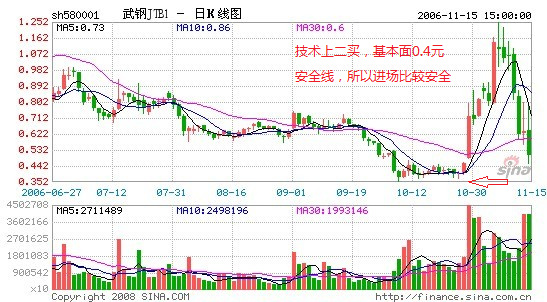 sh580001 武钢JTB1 - 日K线图 2006-11-15 15:00:00
MA5:0.73 MA10:0.86 MA30:0.6
1.252
1.172
1.072
0.982
0.892
0.802
0.712
0.622
0.532
0.442
0.352
技术上二买，基本面0.4元
安全线，所以进场比较安全
sina
2006-06-27 07-12 07-31 08-18 09-01 09-19 10-12 10-30 11-15
MA5:2711489 MA10:2498196 MA30:1993146
4502708
3602166
2701625
1801083
900542
x1
Copyright 2008 SINA.COM http://finance.sina.com.cn